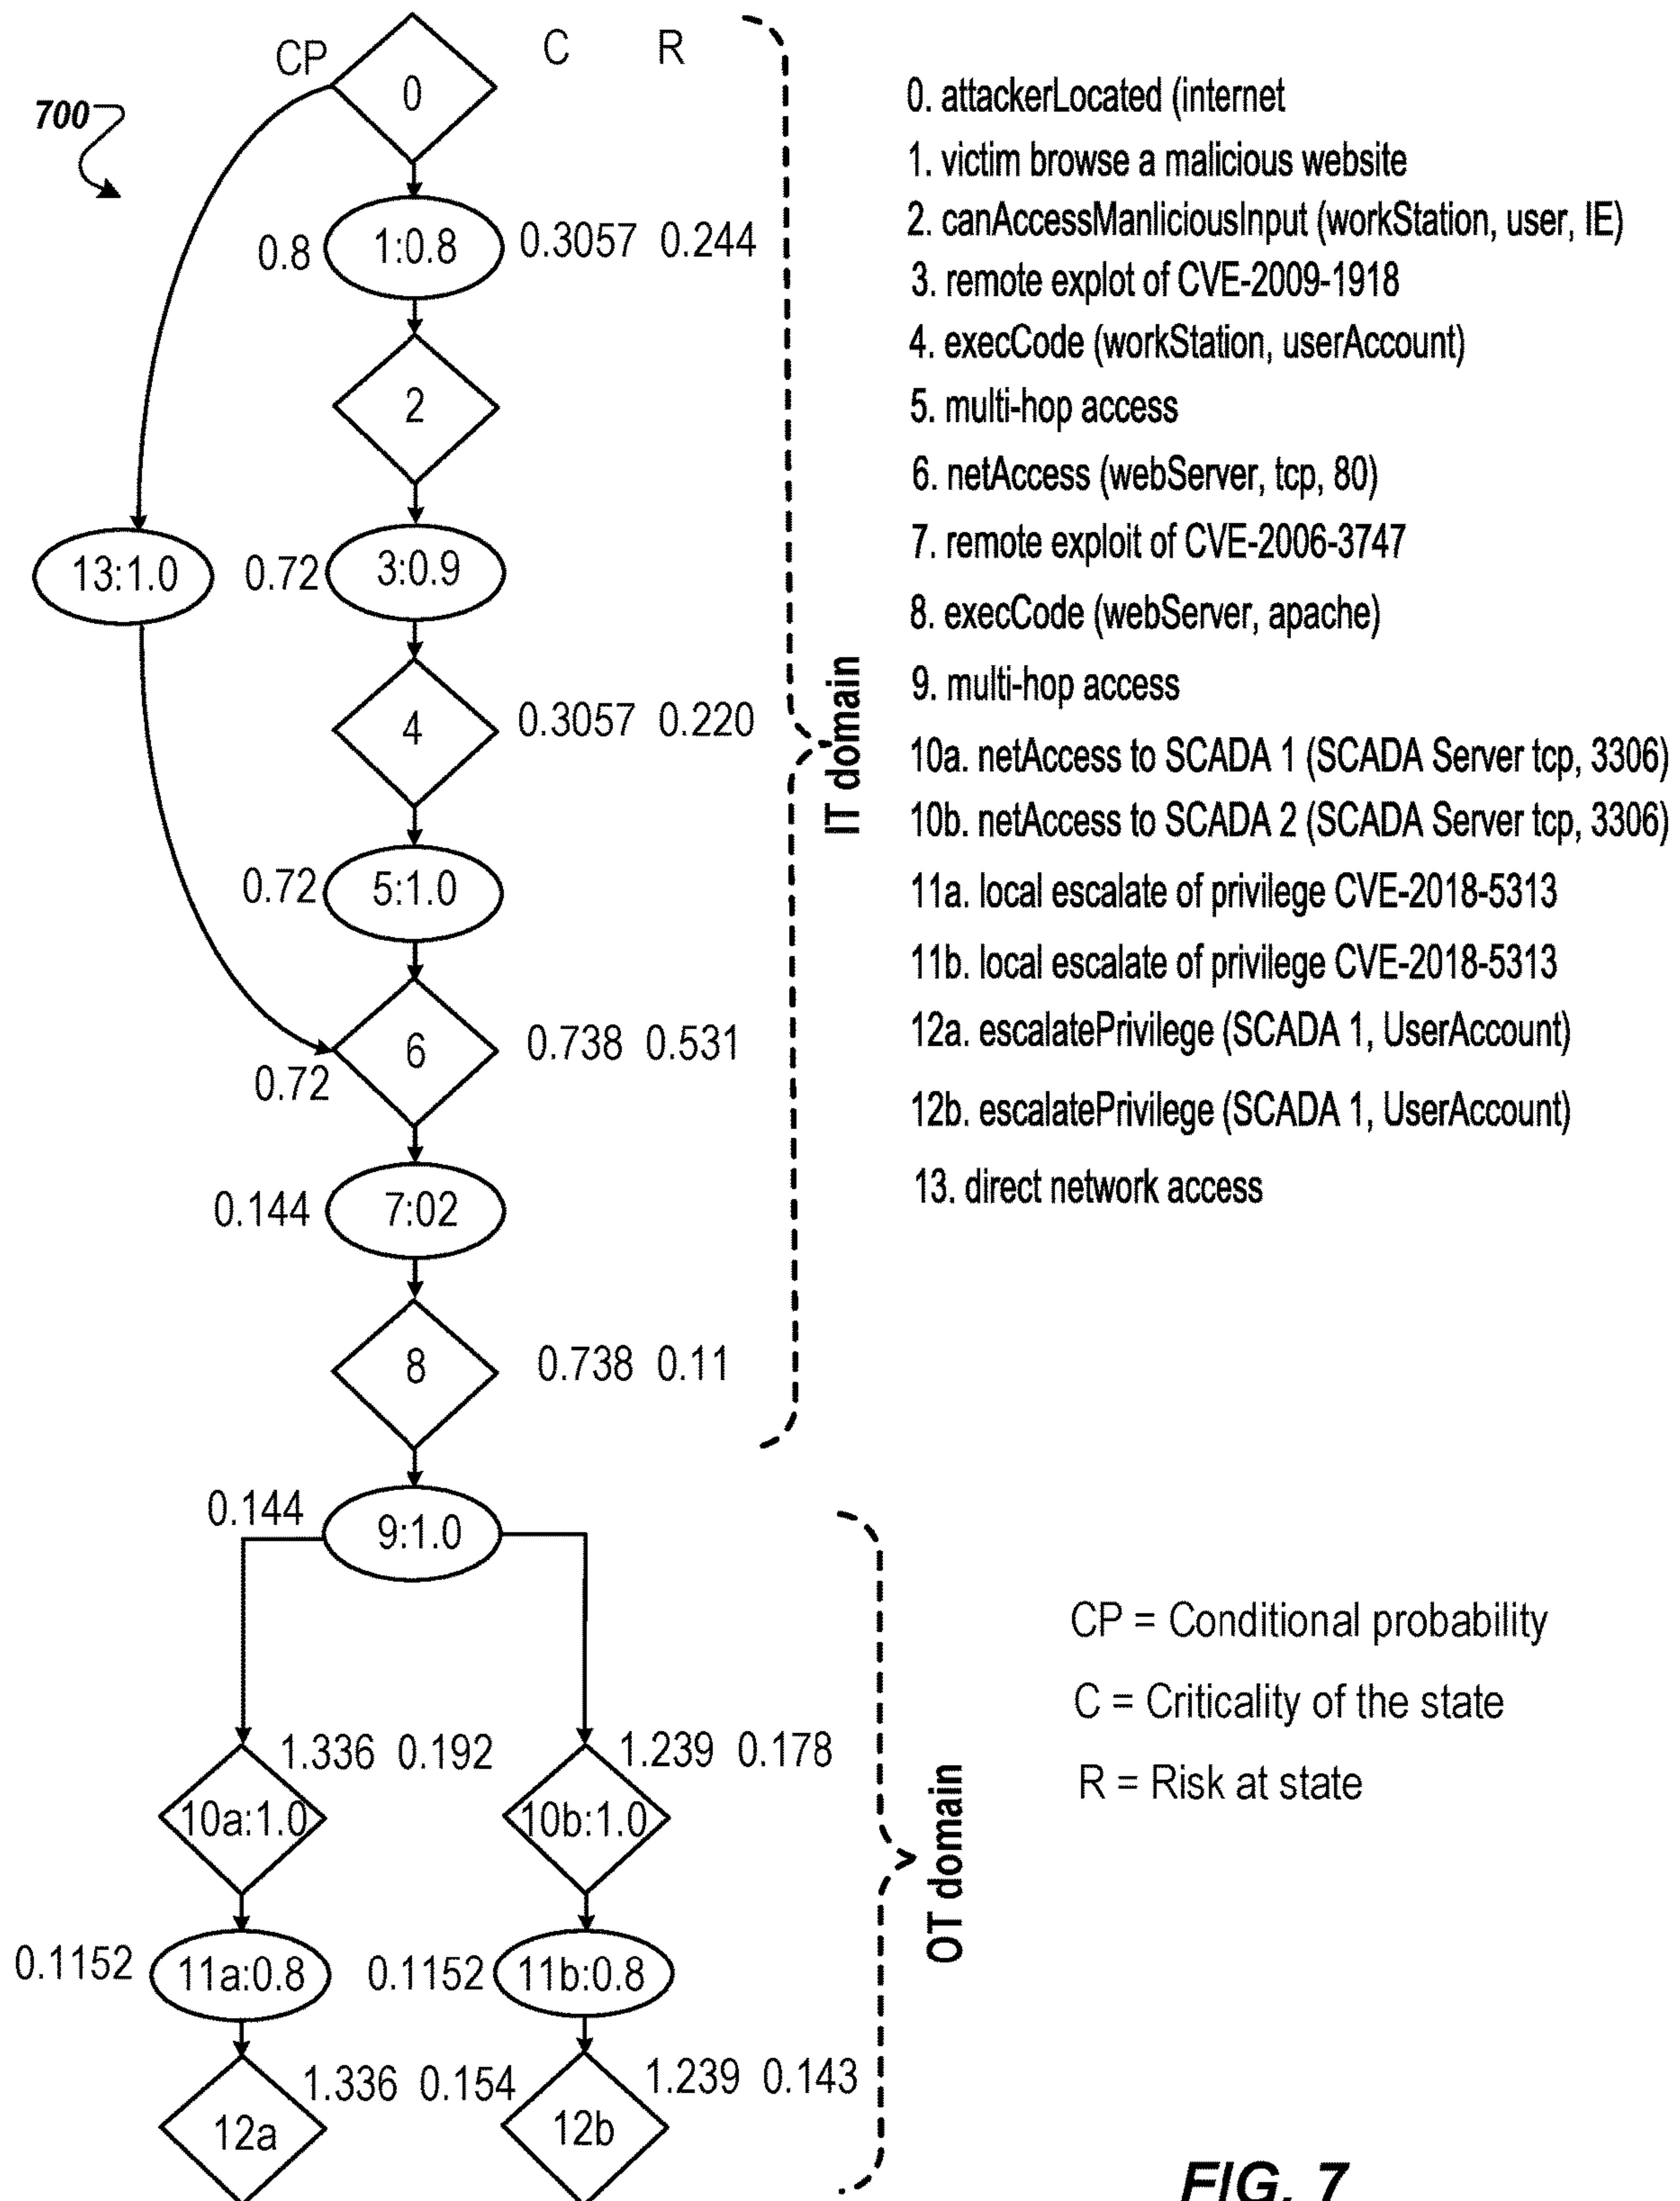 CP C R
0
700
0.8 1:0.8 0.3057 0.244
2
13:1.0 0.72 3:0.9
4 0.3057 0.220
0.72 5:1.0
6 0.738 0.531
0.72
0.144 7:02
8 0.738 0.11
0.144 9:1.0
1.336 0.192 1.239 0.178
10a:1.0 10b:1.0
0.1152 11a:0.8 0.1152 11b:0.8
1.336 0.154 1.239 0.143
12a 12b
IT domain
OT domain
0. attackerLocated (internet
1. victim browse a malicious website
2. canAccessManliciousInput (workStation, user, IE)
3. remote explot of CVE-2009-1918
4. execCode (workStation, userAccount)
5. multi-hop access
6. netAccess (webServer, tcp, 80)
7. remote exploit of CVE-2006-3747
8. execCode (webServer, apache)
9. multi-hop access
10a. netAccess to SCADA 1 (SCADA Server tcp, 3306)
10b. netAccess to SCADA 2 (SCADA Server tcp, 3306)
11a. local escalate of privilege CVE-2018-5313
11b. local escalate of privilege CVE-2018-5313
12a. escalatePrivilege (SCADA 1, UserAccount)
12b. escalatePrivilege (SCADA 1, UserAccount)
13. direct network access
CP = Conditional probability
C = Criticality of the state
R = Risk at state
FIG. 7